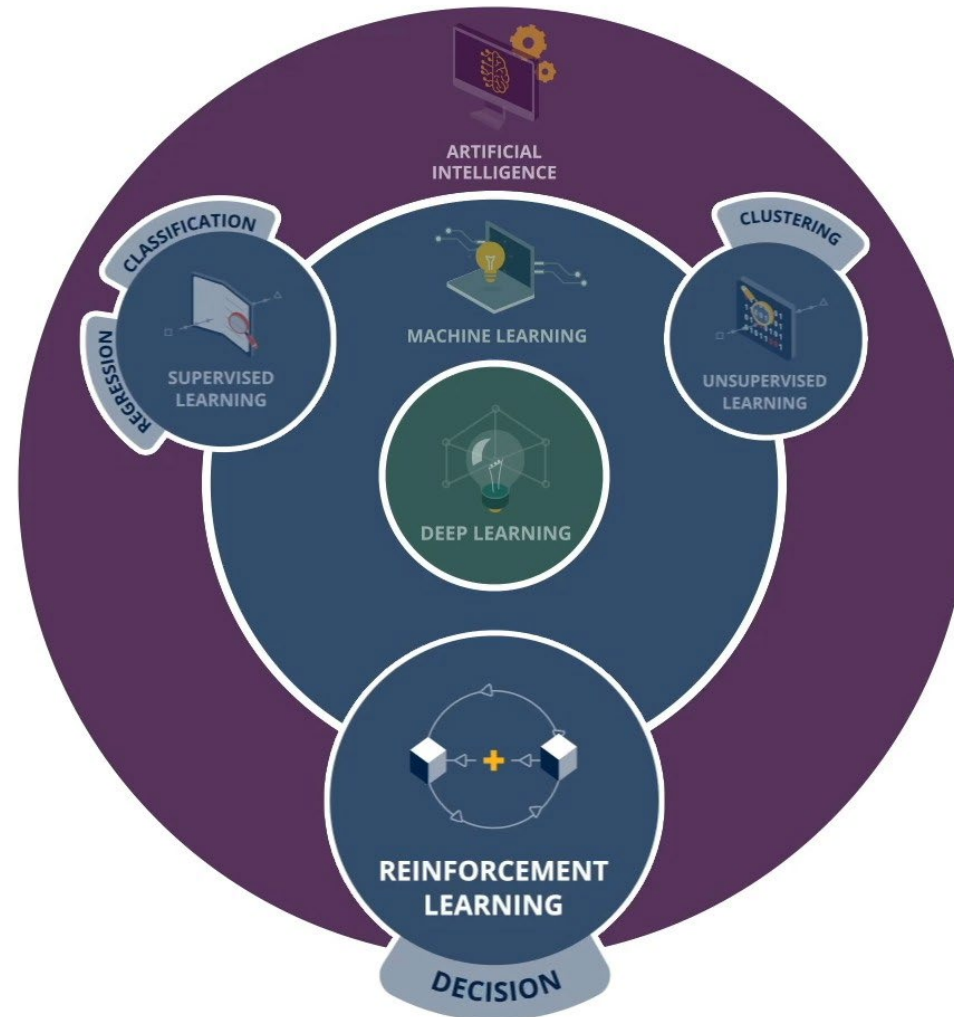 ARTIFICIAL
INTELLIGENCE
CLASSIFICATION
REGRESSION
SUPERVISED
LEARNING
MACHINE LEARNING
CLUSTERING
UNSUPERVISED
LEARNING
DEEP LEARNING
REINFORCEMENT
LEARNING
DECISION